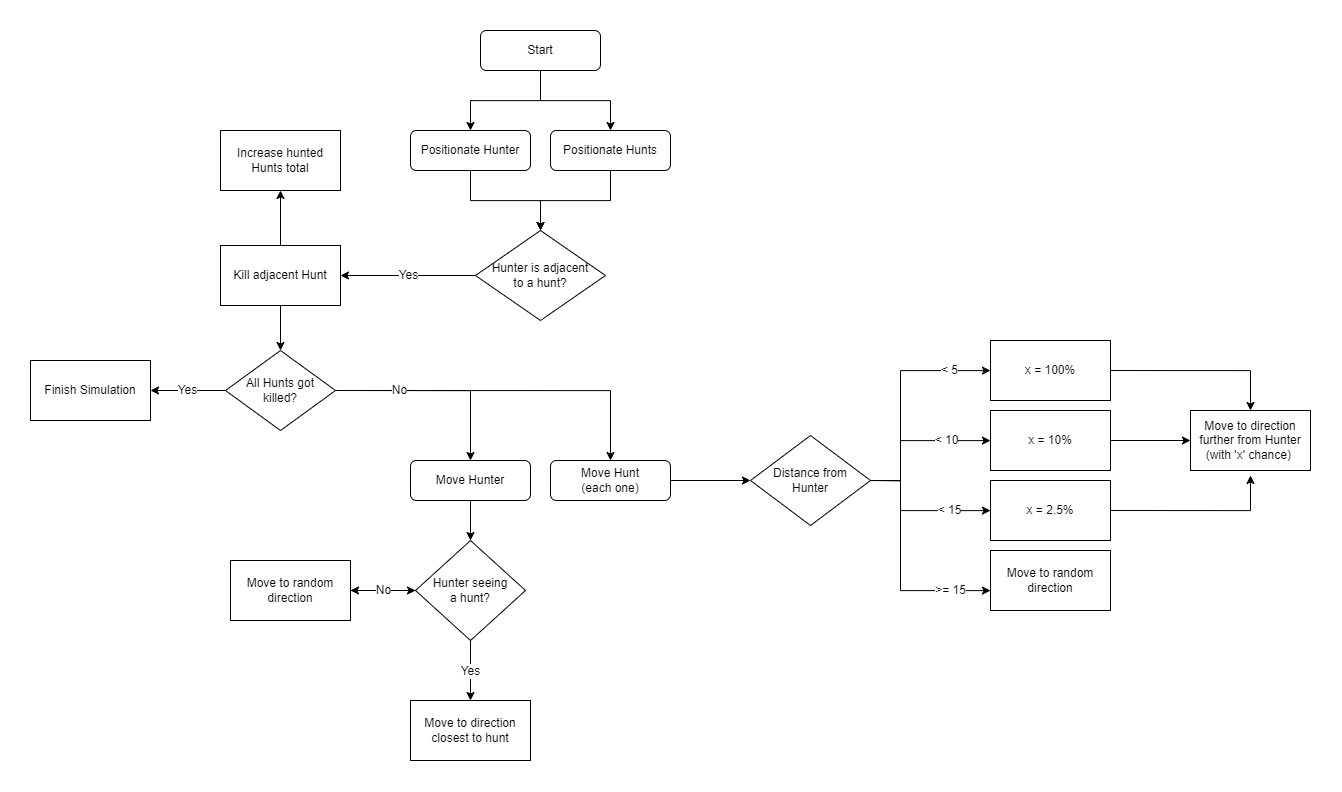 Start
Positionate Hunter
Positionate Hunts
Increase hunted
Hunts total
Hunter is adjacent
to a hunt?
Yes
Kill adjacent Hunt
All Hunts got
killed?
Yes
Finish Simulation
No
Move Hunter
Move Hunt
(each one)
Distance from
Hunter
< 5
x = 100%
< 10
x = 10%
< 15
x = 2.5%
>= 15
Move to random
direction
Move to direction
further from Hunter
(with 'x' chance)
Hunter seeing
a hunt?
No
Move to random
direction
Yes
Move to direction
closest to hunt